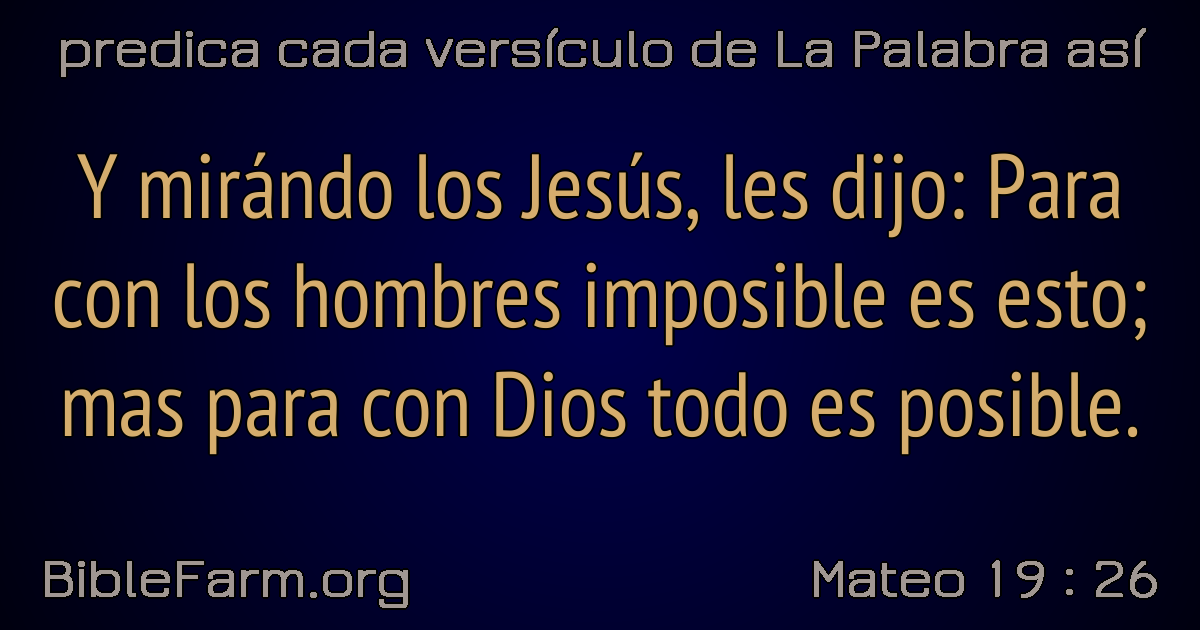 predica cada versículo de La Palabra así
Y mirándo los Jesús, les dijo: Para
con los hombres imposible es esto;
mas para con Dios todo es posible.
BibleFarm.org
Mateo 19 : 26